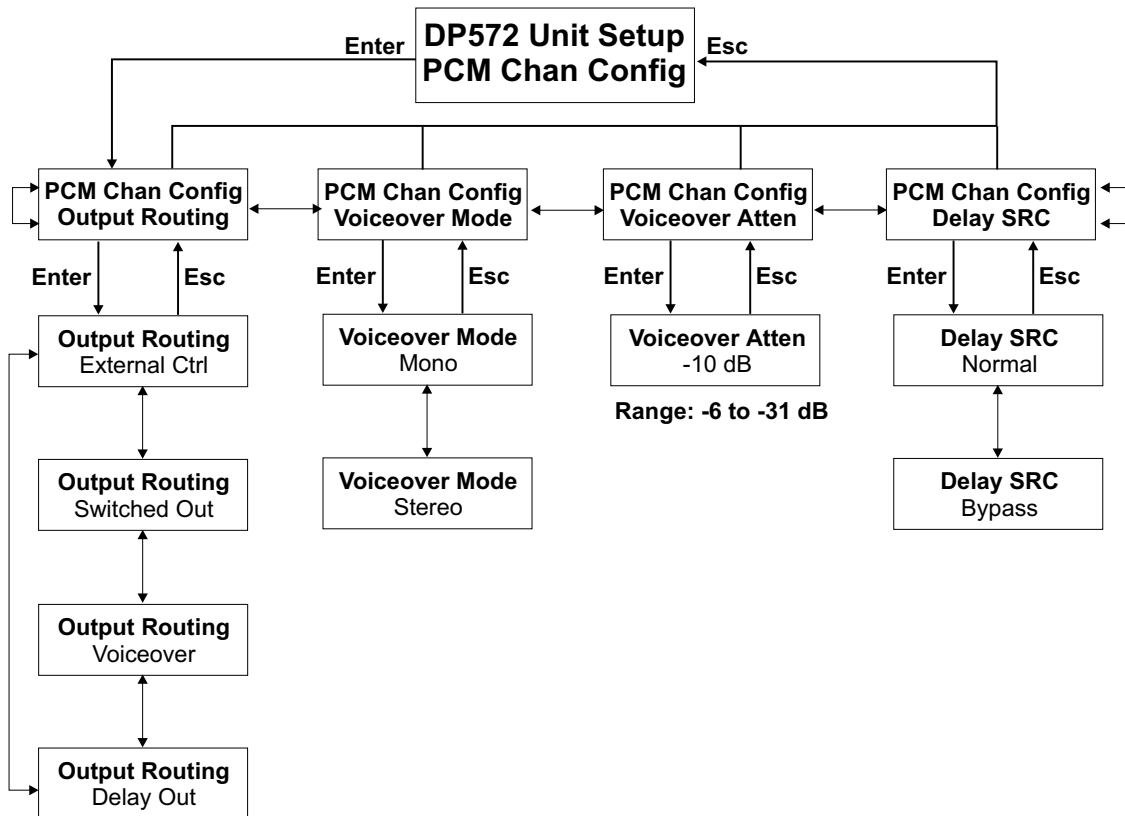 DP572 Unit Setup
PCM Chan Config
Enter
Esc
PCM Chan Config
Output Routing
PCM Chan Config
Voiceover Mode
PCM Chan Config
Voiceover Atten
PCM Chan Config
Delay SRC
Enter
Esc
Enter
Esc
Enter
Esc
Enter
Esc
Output Routing
External Ctrl
Voiceover Mode
Mono
Voiceover Atten
-10 dB
Delay SRC
Normal
Range: -6 to -31 dB
Output Routing
Switched Out
Voiceover Mode
Stereo
Delay SRC
Bypass
Output Routing
Voiceover
Output Routing
Delay Out